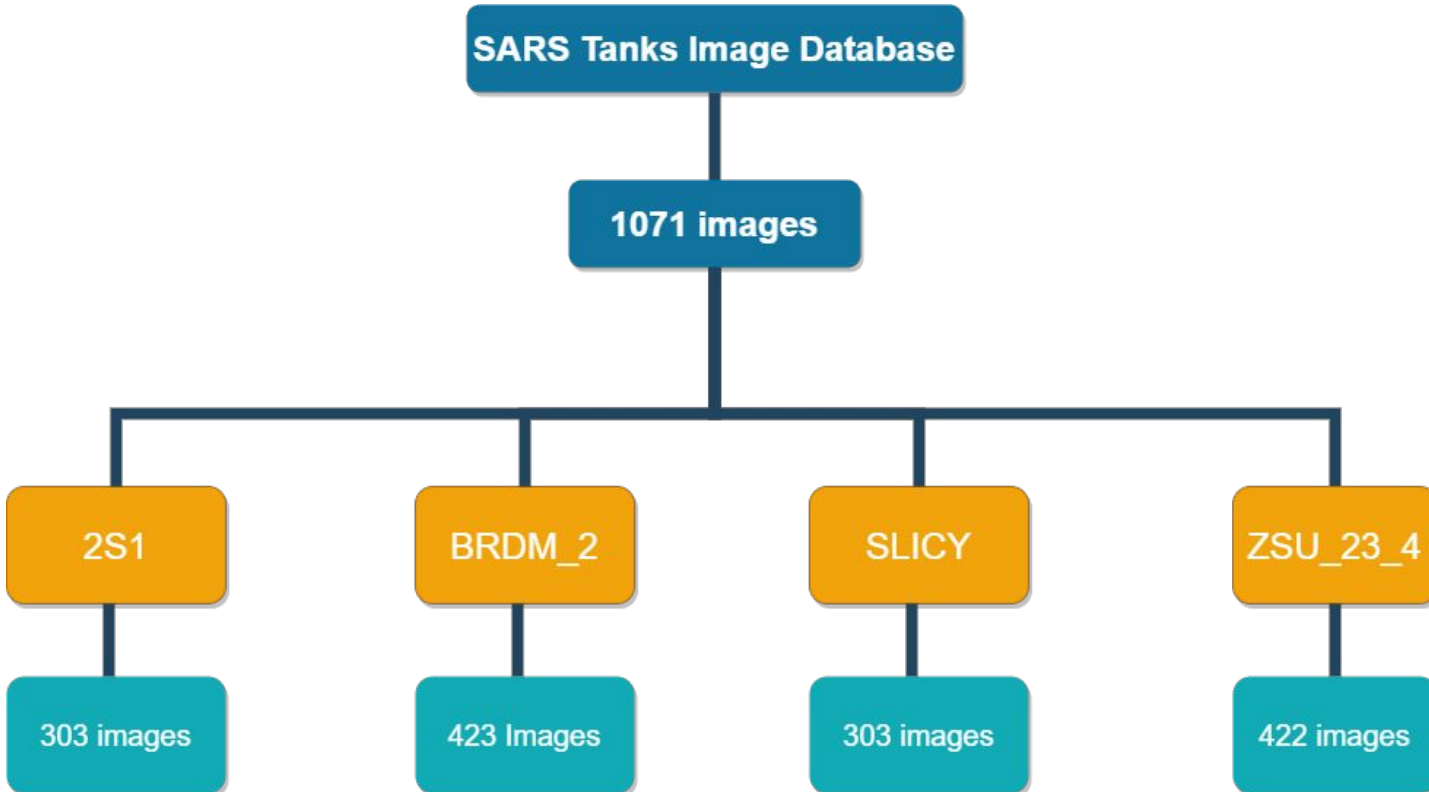 SARS Tanks Image Database
1071 images
2S1
BRDM_2
SLICY
ZSU_23_4
303 images
423 Images
303 images
422 images